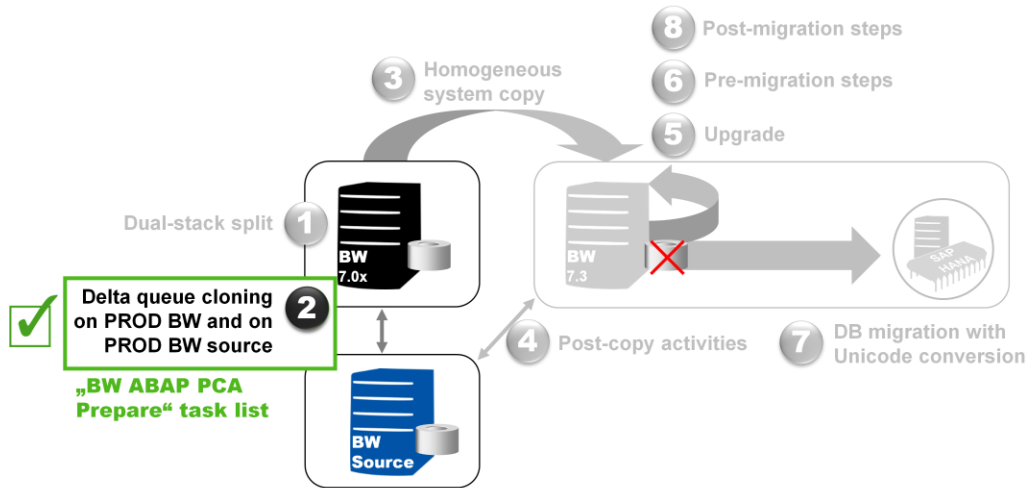 8 Post-migration steps
3 Homogeneous
system copy
6 Pre-migration steps
5 Upgrade
Dual-stack split 1
BW
7.0x
BW
7.3
SAP
HANA
Delta queue cloning
on PROD BW and on
PROD BW source
2
4 Post-copy activities
7 DB migration with
Unicode conversion
„BW ABAP PCA
Prepare“ task list
BW
Source